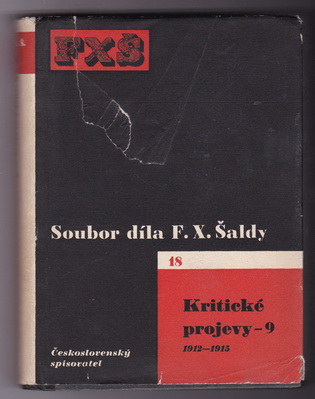 FXŠ
Soubor díla F. X. Šaldy
18
Kritické
projevy–9
1912–1915
Československý
spisovatel